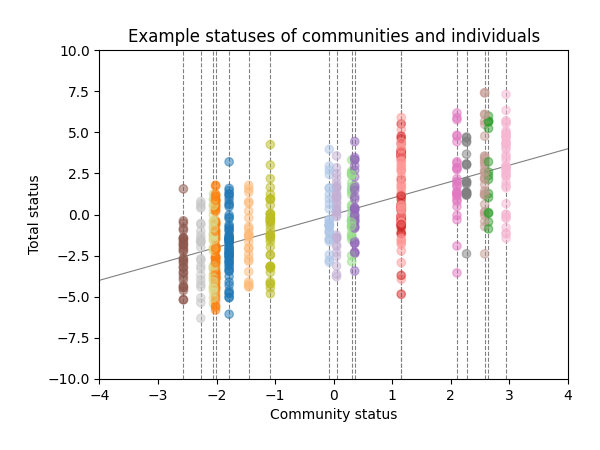 Example statuses of communities and individuals
10.0
7.5
5.0
2.5
0.0
−2.5
−5.0
−7.5
−10.0
Total status
−4 −3 −2 −1 0 1 2 3 4
Community status